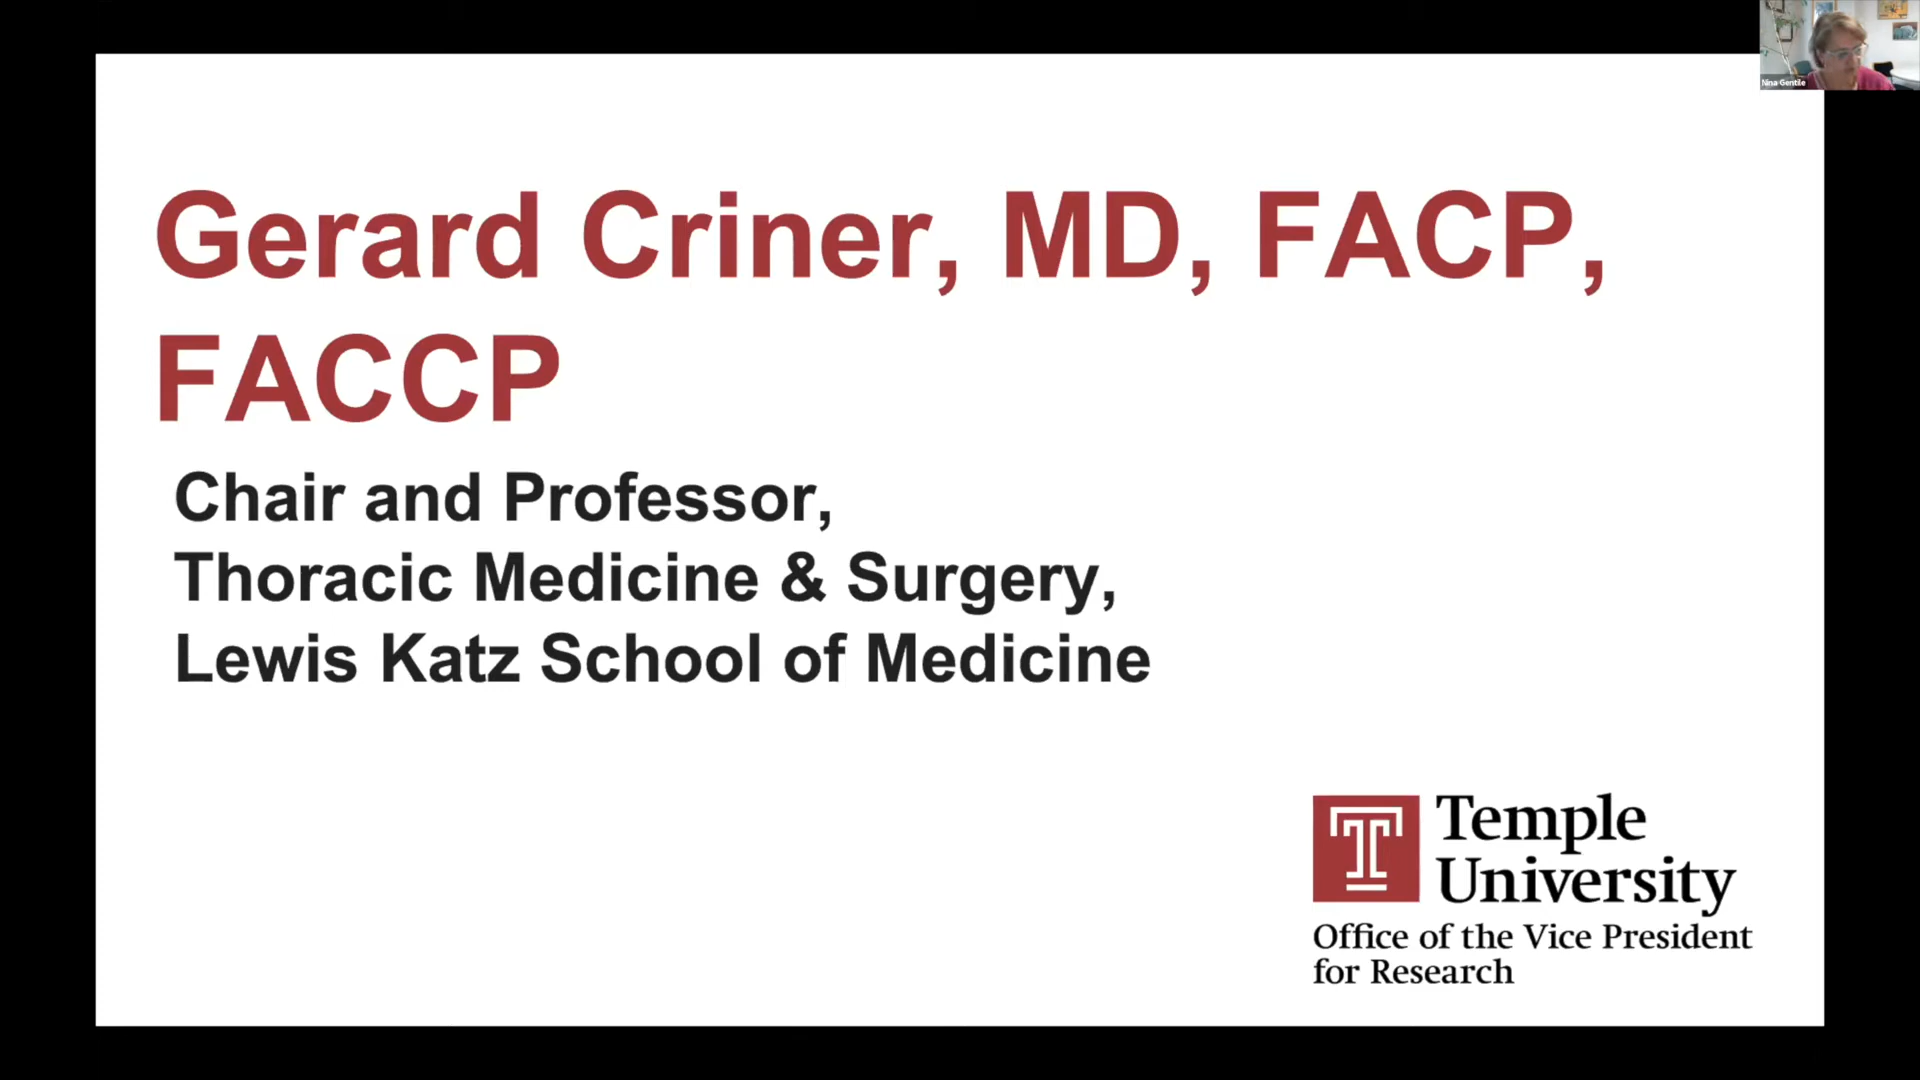 Gerard Criner, MD, FACP,
FACCP
Chair and Professor,
Thoracic Medicine & Surgery,
Lewis Katz School of Medicine
Temple
University
Office of the Vice President
for Research
Nina Gentile